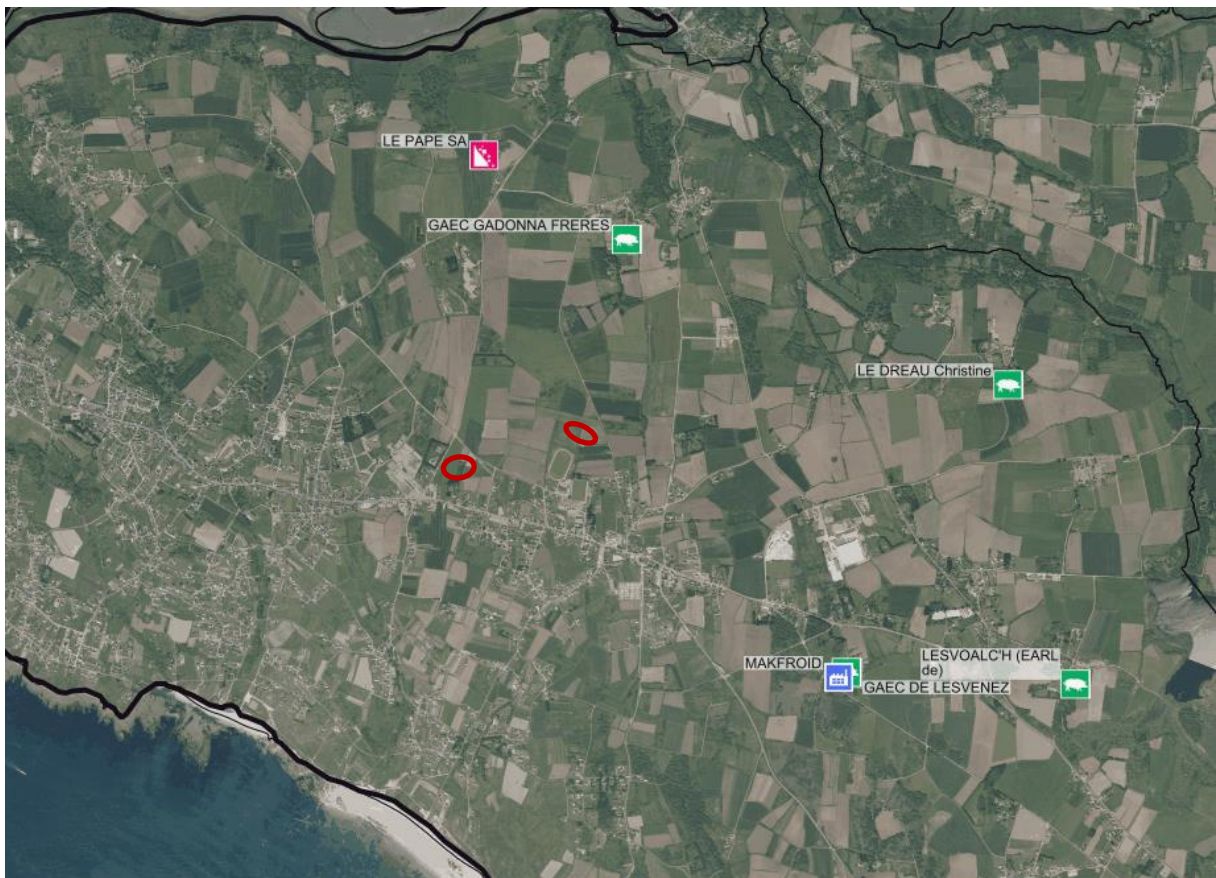 LE PAPE SA
GAEC GADONNA FRERES
LE DREAU Christine
MAKFROID
LESVOALC'H (EARL
de)
GAEC DE LESVENEZ